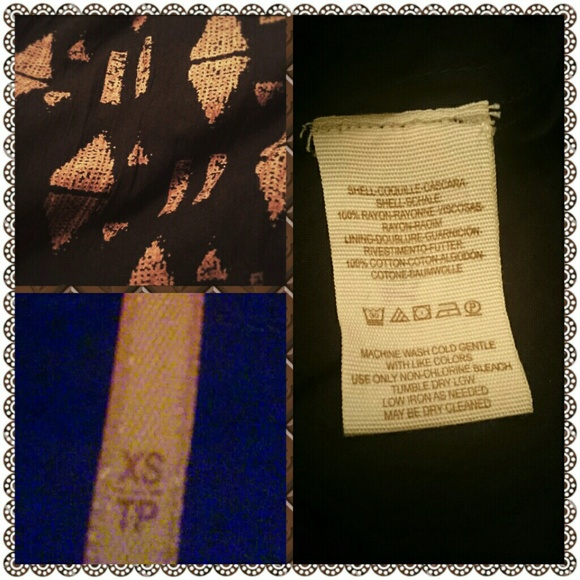 XS
TP
SHELL-COQUILLE-CASCARA-
SHELL-SCHALE
100% RAYON-RAYONNE-VISCOSAS-
RAYON-RADIM
LINING-DOUBLURE-GUARNICION-
RIVESTIMENTO-FUTTER
100% COTTON-COTON-ALGODON-
COTONE-BAUMWOLLE
MACHINE WASH COLD GENTLE
WITH LIKE COLORS
USE ONLY NON-CHLORINE BLEACH
TUMBLE DRY LOW
LOW IRON AS NEEDED
MAY BE DRY CLEANED